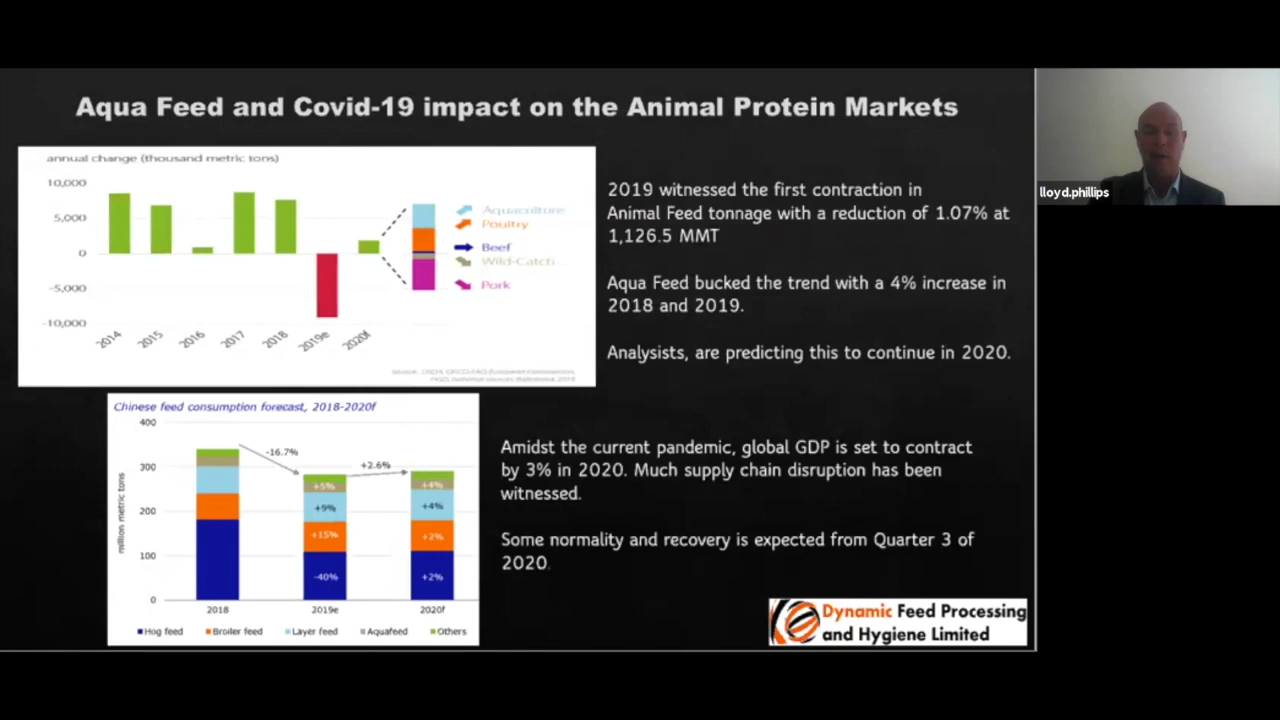 Aqua Feed and Covid-19 impact on the Animal Protein Markets
annual change (thousand metric tons)
10,000
5,000
0
-5,000
-10,000
2014
2015
2016
2017
2018
2019e
2020f
Aquaculture
Poultry
Beef
Wild-Catch...
Pork
2019 witnessed the first contraction in
Animal Feed tonnage with a reduction of 1.07% at
1,126.5 MMT
Aqua Feed bucked the trend with a 4% increase in
2018 and 2019.
Analysists, are predicting this to continue in 2020.
lloyd.phillips
Chinese feed consumption forecast, 2018-2020f
million metric tons
400
300
200
100
0
-16.7%
+2.6%
+5%
+9%
+15%
-40%
+4%
+4%
+2%
+2%
2018
2019e
2020f
Hog feed
Broiler feed
Layer feed
Aquafeed
Others
Amidst the current pandemic, global GDP is set to contract
by 3% in 2020. Much supply chain disruption has been
witnessed.
Some normality and recovery is expected from Quarter 3 of
2020.
Dynamic Feed Processing
and Hygiene Limited